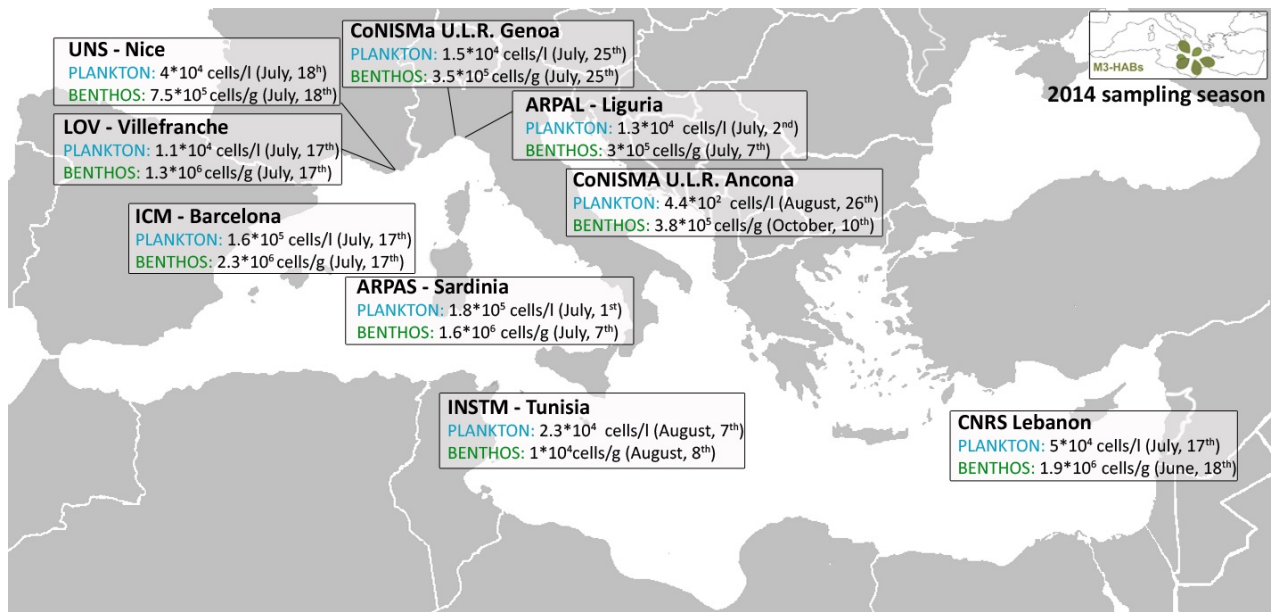 UNS - Nice
PLANKTON: 4*10⁴ cells/l (July, 18ʰ)
BENTHOS: 7.5*10⁵ cells/g (July, 18ᵗʰ)
LOV - Villefranche
PLANKTON: 1.1*10⁴ cells/l (July, 17ᵗʰ)
BENTHOS: 1.3*10⁶ cells/g (July, 17ᵗʰ)
ICM - Barcelona
PLANKTON: 1.6*10⁵ cells/l (July, 17ᵗʰ)
BENTHOS: 2.3*10⁶ cells/g (July, 17ᵗʰ)
CoNISMa U.L.R. Genoa
PLANKTON: 1.5*10⁴ cells/l (July, 25ᵗʰ)
BENTHOS: 3.5*10⁵ cells/g (July, 25ᵗʰ)
ARPAL - Liguria
PLANKTON: 1.3*10⁴ cells/l (July, 2ⁿᵈ)
BENTHOS: 3*10⁵ cells/g (July, 7ᵗʰ)
CoNISMA U.L.R. Ancona
PLANKTON: 4.4*10² cells/l (August, 26ᵗʰ)
BENTHOS: 3.8*10⁵ cells/g (October, 10ᵗʰ)
ARPAS - Sardinia
PLANKTON: 1.8*10⁵ cells/l (July, 1ˢᵗ)
BENTHOS: 1.6*10⁶ cells/g (July, 7ᵗʰ)
INSTM - Tunisia
PLANKTON: 2.3*10⁴ cells/l (August, 7ᵗʰ)
BENTHOS: 1*10⁴cells/g (August, 8ᵗʰ)
CNRS Lebanon
PLANKTON: 5*10⁴ cells/l (July, 17ᵗʰ)
BENTHOS: 1.9*10⁶ cells/g (June, 18ᵗʰ)
M3-HABs
2014 sampling season